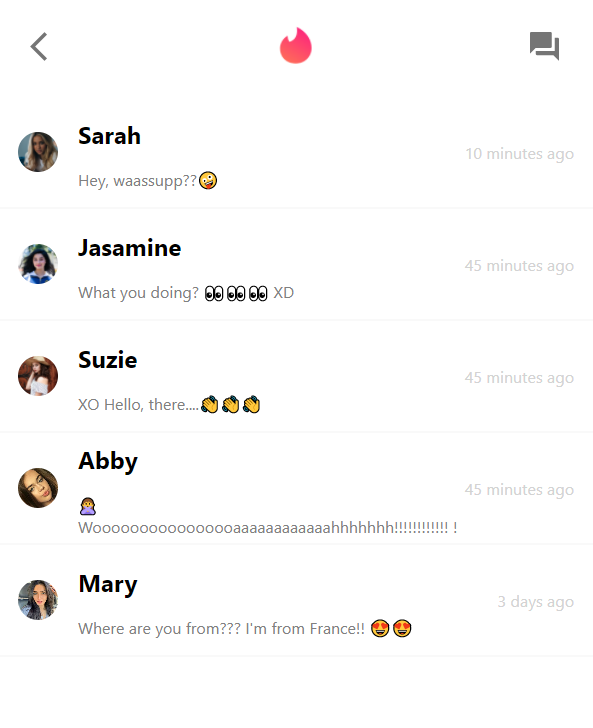 Sarah
10 minutes ago
Hey, waassupp??🤪
Jasamine
45 minutes ago
What you doing? 👀👀👀 XD
Suzie
45 minutes ago
XO Hello, there....👏👏👏
Abby
45 minutes ago
🙍
Wooooooooooooooooaaaaaaaaaaaahhhhhhh!!!!!!!!!!!! !
Mary
3 days ago
Where are you from??? I'm from France!! 😍😍